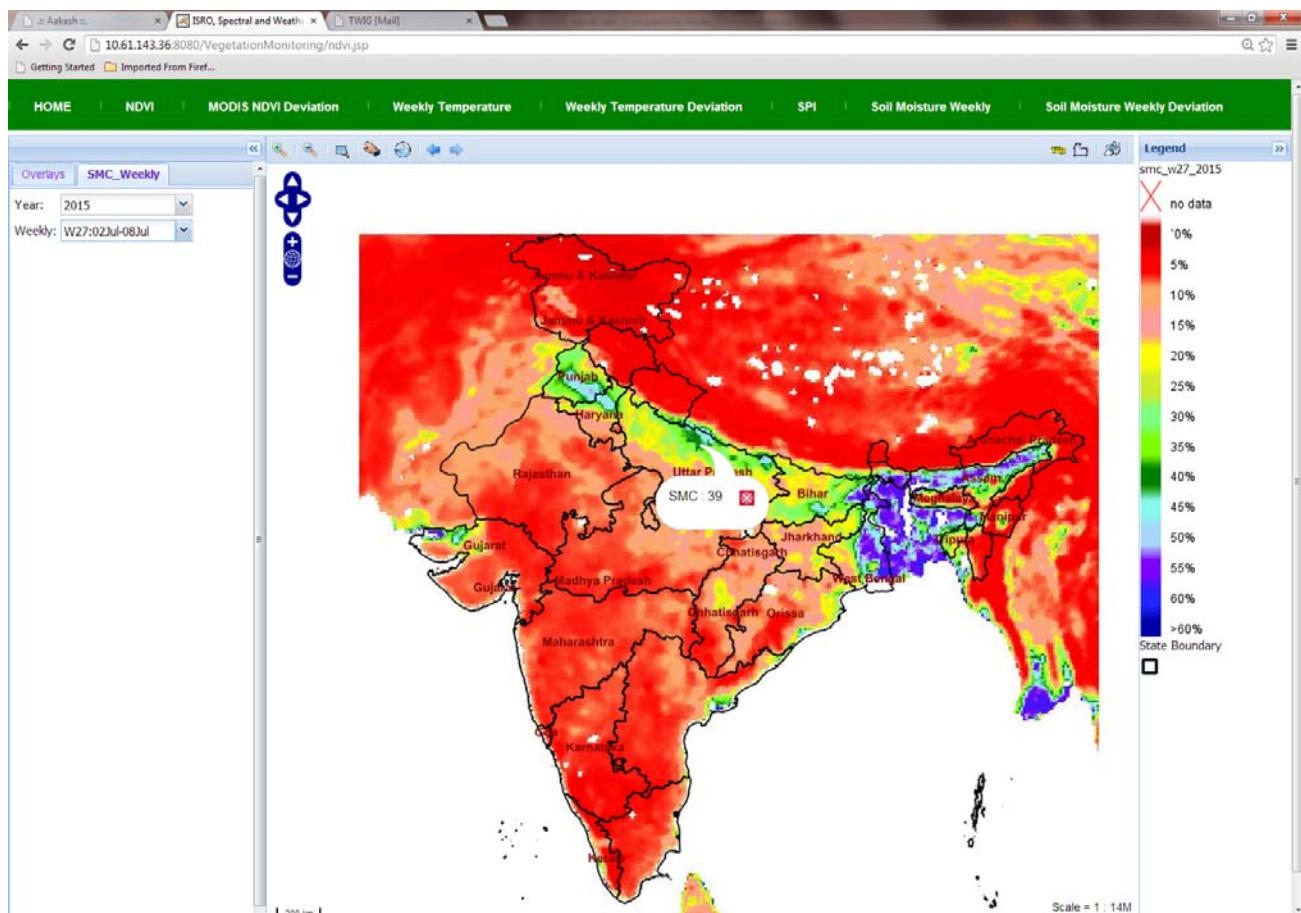 .:: Aakash ::.
ISRO, Spectral and Weath
TWIG [Mail]
10.61.143.36:8080/VegetationMonitoring/ndvi.jsp
Getting Started Imported From Firef...
HOME NDVI MODIS NDVI Deviation Weekly Temperature Weekly Temperature Deviation SPI Soil Moisture Weekly Soil Moisture Weekly Deviation
Overlays SMC_Weekly
Year: 2015
Weekly: W27:02Jul-08Jul
Jammu & Kashmir
Jammu & Kashmir
Punjab
Haryana
Arunachal Pradesh
Rajasthan
Uttar Pradesh
Assam
SMC : 39
Bihar
Meghalaya
Manipur
Gujarat
Jharkhand
Tripura
Chhatisgarh
Gujarat
Madhya Pradesh
West Bengal
Chhatisgarh
Orissa
Maharashtra
Goa
Karnataka
Kerala
200 km
Scale = 1 : 14M
Legend
smc_w27_2015
no data
`0%
5%
10%
15%
20%
25%
30%
35%
40%
45%
50%
55%
60%
>60%
State Boundary